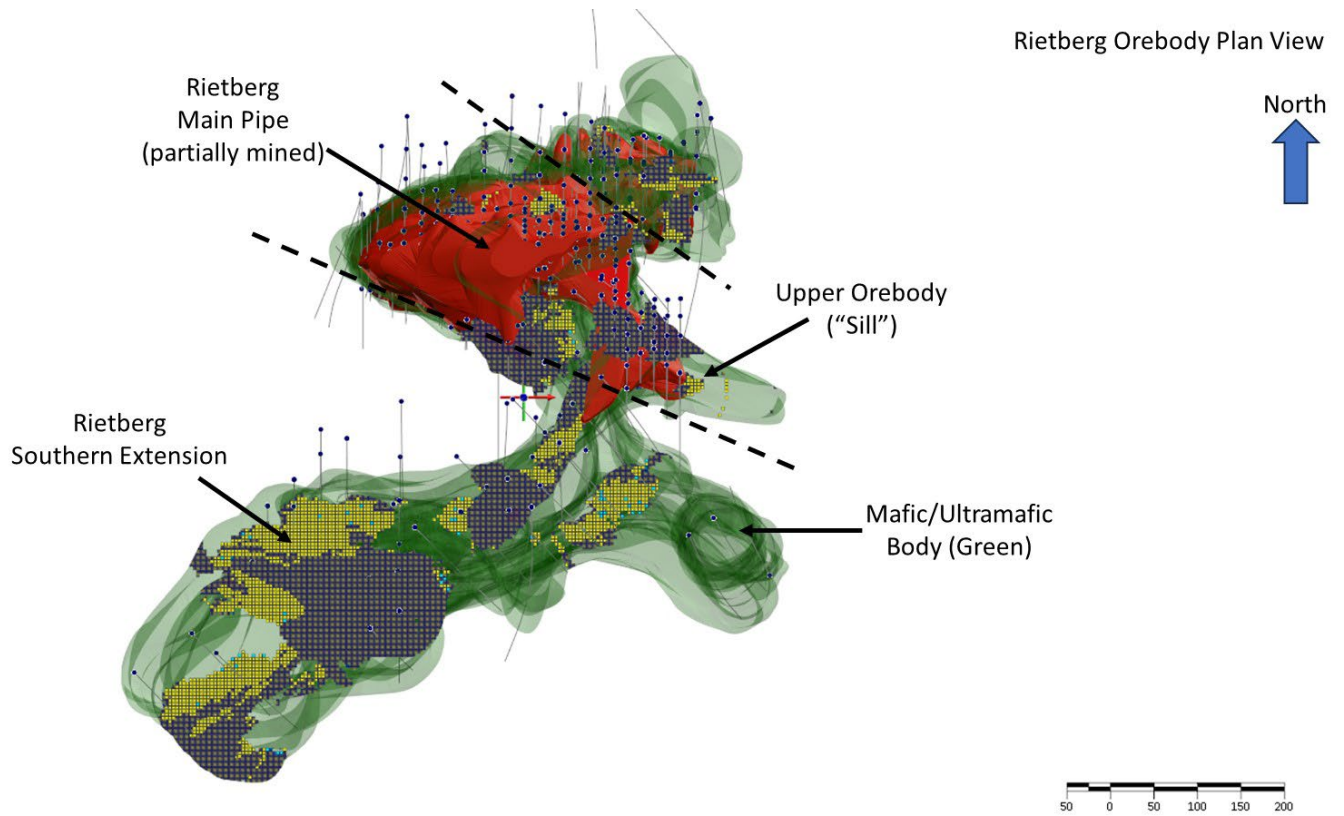 Rietberg Orebody Plan View
North
Rietberg
Main Pipe
(partially mined)
Upper Orebody
(“Sill”)
Rietberg
Southern Extension
Mafic/Ultramafic
Body (Green)
50 0 50 100 150 200